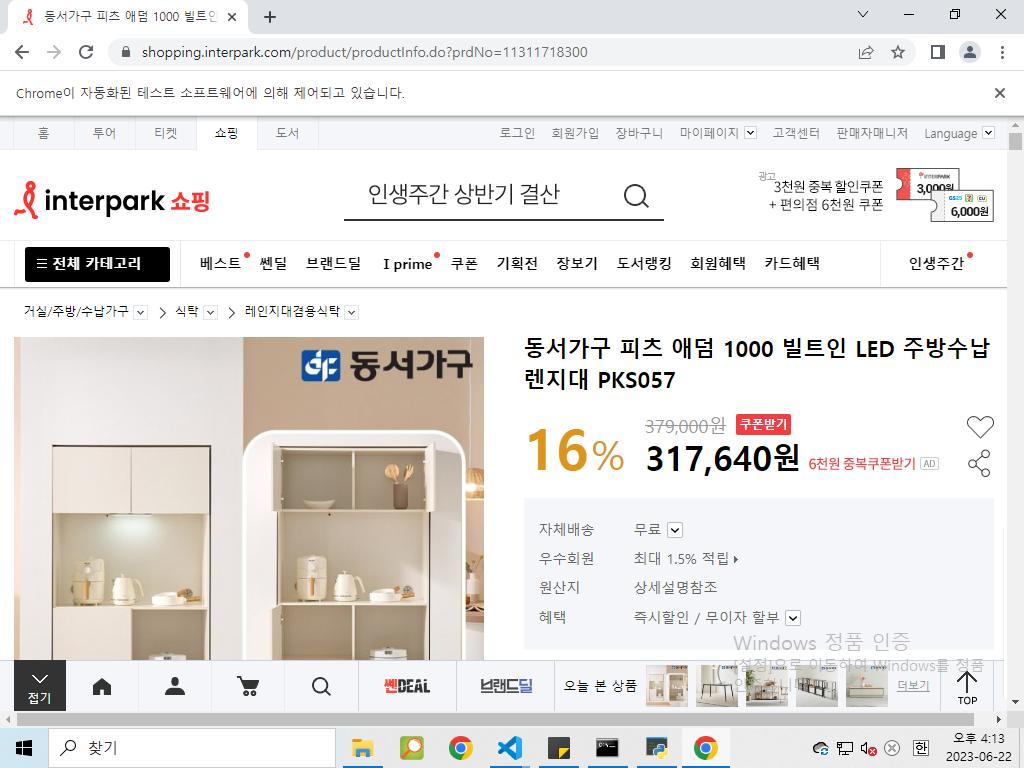 동서가구 피츠 애덤 1000 빌트인
shopping.interpark.com/product/productInfo.do?prdNo=11311718300
Chrome이 자동화된 테스트 소프트웨어에 의해 제어되고 있습니다.
홈 투어 티켓 쇼핑 도서 로그인 회원가입 장바구니 마이페이지 고객센터 판매자매니저 Language
interpark 쇼핑
인생주간 상반기 결산
광고
3천원 중복 할인쿠폰
+ 편의점 6천원 쿠폰
INTERPARK
3,000원
GS25 CU
6,000원
전체 카테고리 베스트 쎈딜 브랜드딜 I prime 쿠폰 기획전 장보기 도서랭킹 회원혜택 카드혜택 인생주간
거실/주방/수납가구 > 식탁 > 레인지대겸용식탁
동서가구
동서가구 피츠 애덤 1000 빌트인 LED 주방수납
렌지대 PKS057
16% 379,000원 쿠폰받기
317,640원 6천원 중복쿠폰받기 AD
자체배송 무료
우수회원 최대 1.5% 적립
원산지 상세설명참조
혜택 즉시할인 / 무이자 할부
Windows 정품 인증
[설정]으로 이동하여 Windows를 정품
접기
쎈DEAL
브랜드딜
오늘 본 상품
더보기
TOP
찾기
한
오후 4:13
2023-06-22